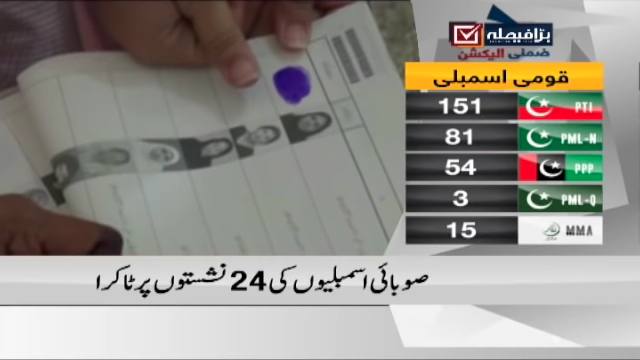 بڑا فیصلہ
ضمنی الیکشن
قومی اسمبلی
151 PTI
81 PML-N
54 PPP
3 PML-Q
15 MMA
صوبائی اسمبلیوں کی 24 نشستوں پر ٹاکرا